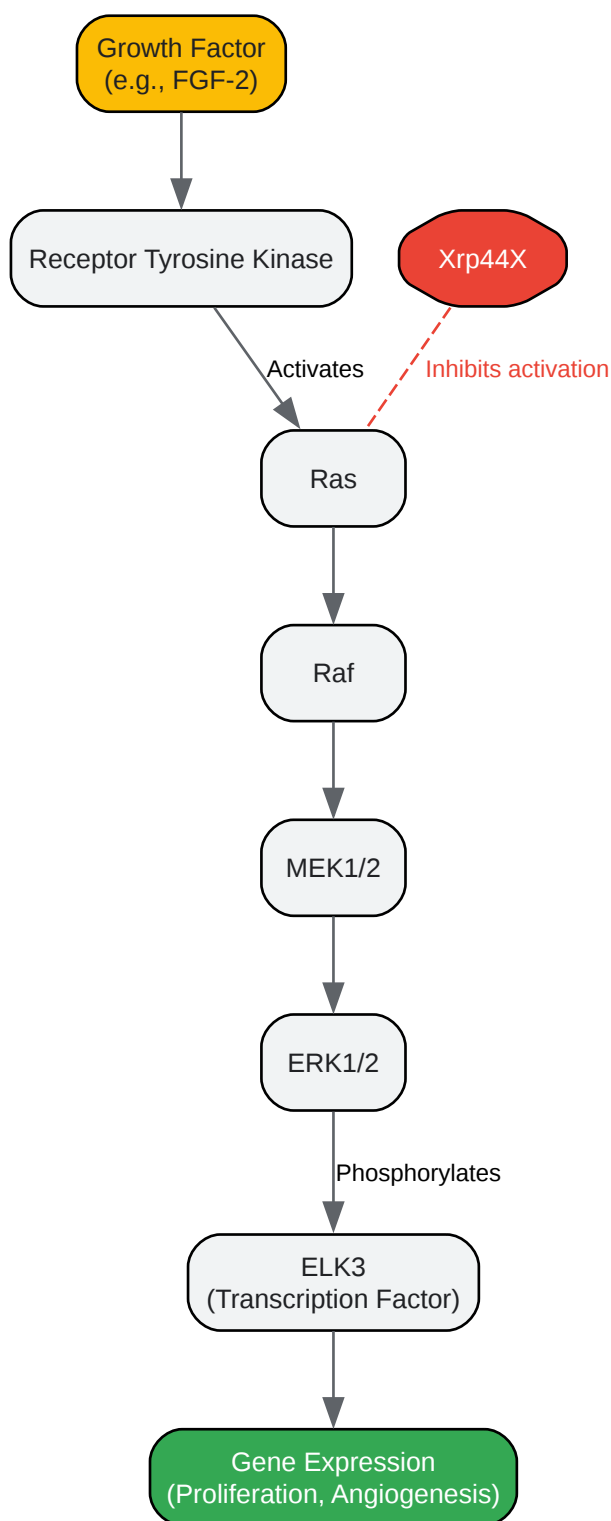 Growth Factor
(e.g., FGF-2)
Receptor Tyrosine Kinase
Xrp44X
Activates
Inhibits activation
Ras
Raf
MEK1/2
ERK1/2
Phosphorylates
ELK3
(Transcription Factor)
Gene Expression
(Proliferation, Angiogenesis)